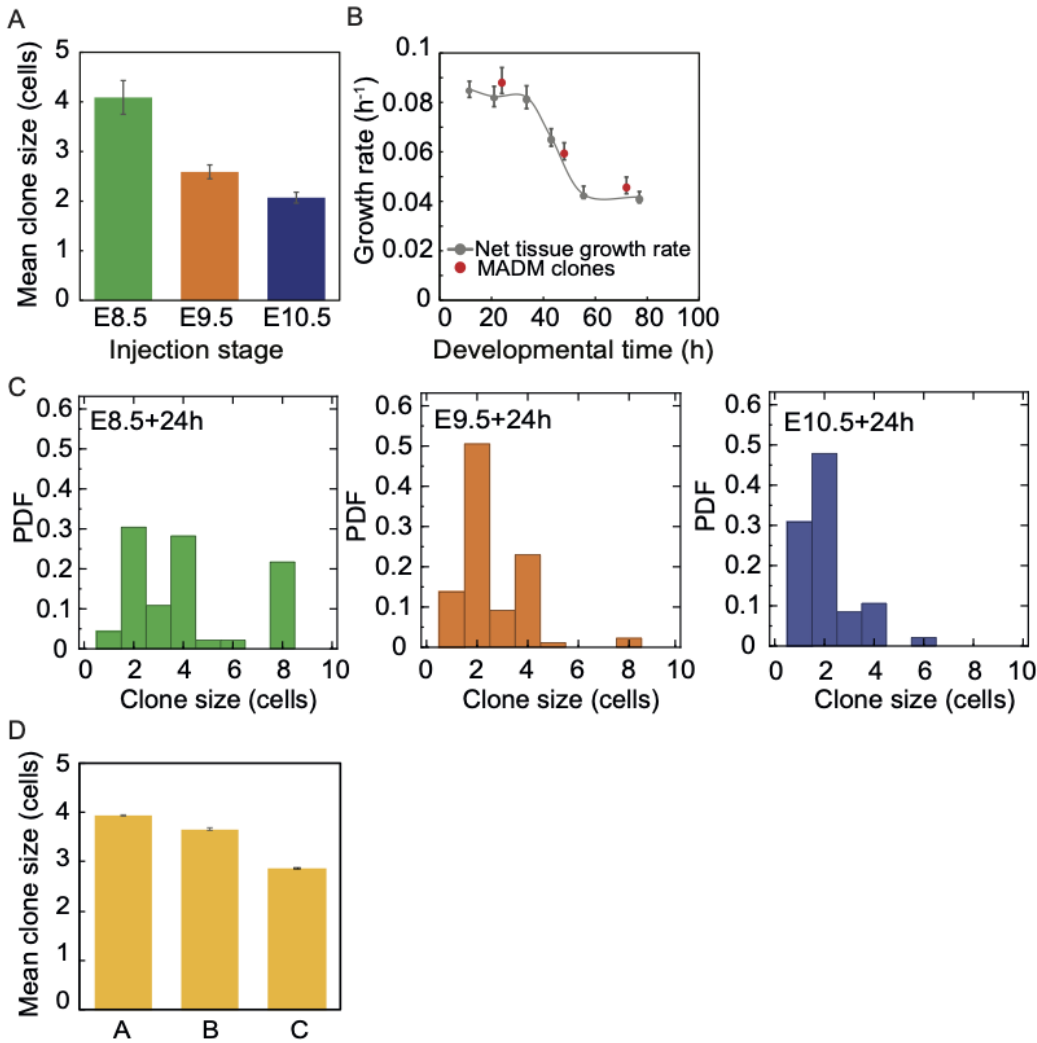 A
Mean clone size (cells)
5
4
3
2
1
0
E8.5 E9.5 E10.5
Injection stage
B
Growth rate (h⁻¹)
0.1
0.08
0.06
0.04
0.02
0
Net tissue growth rate
MADM clones
0 20 40 60 80 100
Developmental time (h)
C
PDF
0.6
0.5
0.4
0.3
0.2
0.1
0
E8.5+24h
0 2 4 6 8 10
Clone size (cells)
PDF
0.6
0.5
0.4
0.3
0.2
0.1
0
E9.5+24h
0 2 4 6 8 10
Clone size (cells)
PDF
0.6
0.5
0.4
0.3
0.2
0.1
0
E10.5+24h
0 2 4 6 8 10
Clone size (cells)
D
Mean clone size (cells)
5
4
3
2
1
0
A B C